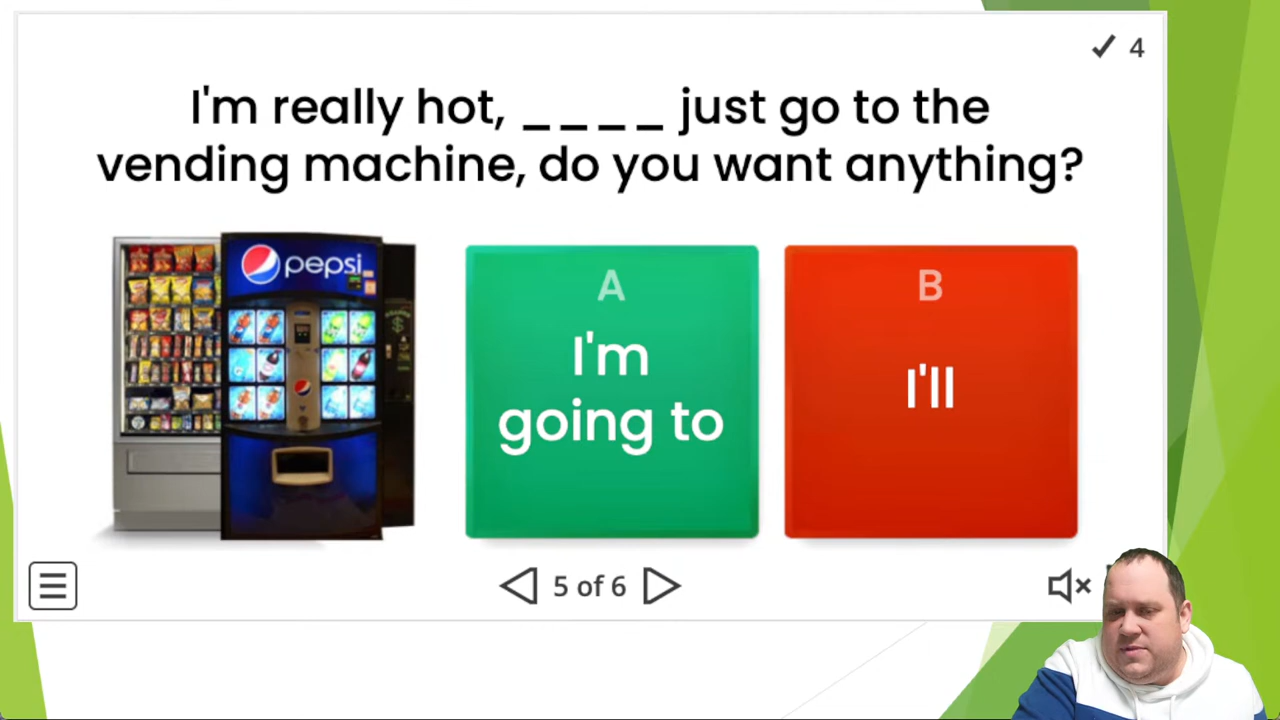 4
I'm really hot, ____ just go to the
vending machine, do you want anything?
pepsi
A
I'm
going to
B
I'll
5 of 6